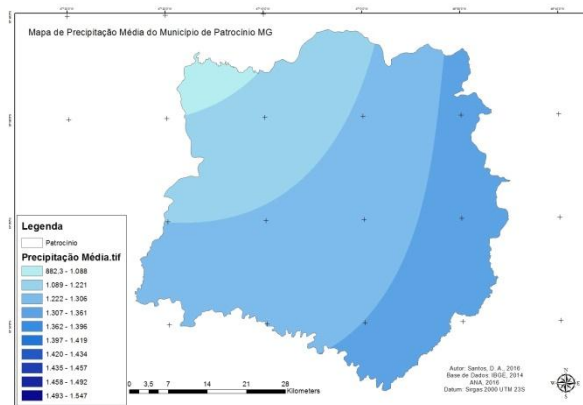 Mapa de Precipitação Média do Município de Patrocínio MG
Legenda
Patrocínio
Precipitação Média.tif
882,3 - 1.088
1.089 - 1.221
1.222 - 1.306
1.307 - 1.361
1.362 - 1.396
1.397 - 1.419
1.420 - 1.434
1.435 - 1.457
1.458 - 1.492
1.493 - 1.547
0 3,5 7 14 21 28
Kilometers
Autor: Santos, D. A., 2016
Base de Dados: IBGE, 2014
ANA, 2016
Datum: Sirgas 2000 UTM 23S
N